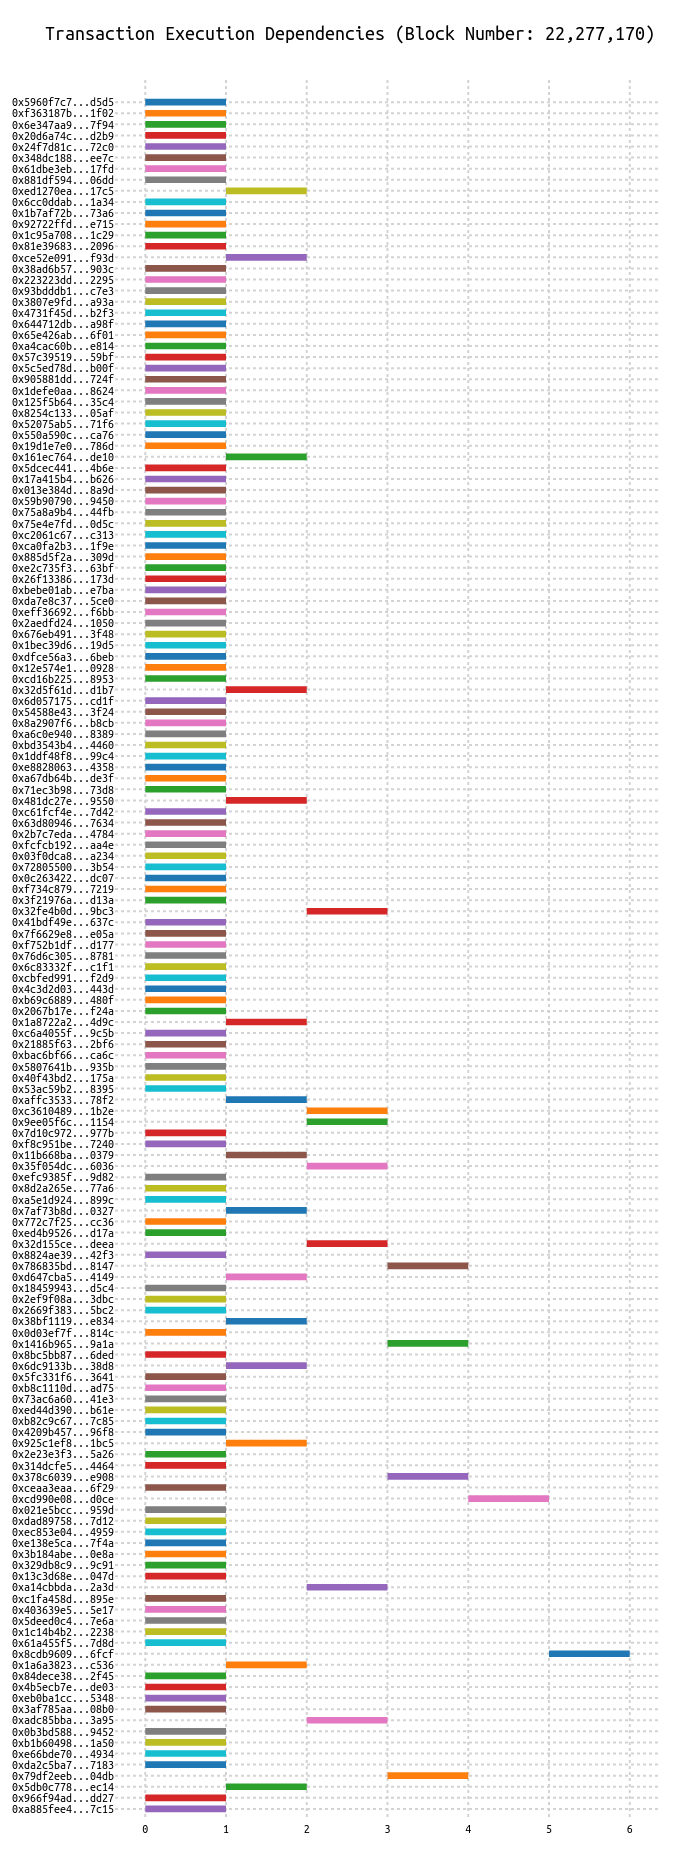 Transaction Execution Dependencies (Block Number: 22,277,170)
0x5960f7c7...d5d5
0xf363187b...1f02
0x6e347aa9...7f94
0x20d6a74c...d2b9
0x24f7d81c...72c0
0x348dc188...ee7c
0x61dbe3eb...17fd
0x881df594...06dd
0xed1270ea...17c5
0x6cc0ddab...1a34
0x1b7af72b...73a6
0x92722ffd...e715
0x1c95a708...1c29
0x81e39683...2096
0xce52e091...f93d
0x38ad6b57...903c
0x223223dd...2295
0x93bdddb1...c7e3
0x3807e9fd...a93a
0x4731f45d...b2f3
0x644712db...a98f
0x65e426ab...6f01
0xa4cac60b...e814
0x57c39519...59bf
0x5c5ed78d...b00f
0x905881dd...724f
0x1defe0aa...8624
0x125f5b64...35c4
0x8254c133...05af
0x52075ab5...71f6
0x550a590c...ca76
0x19d1e7e0...786d
0x161ec764...de10
0x5dcec441...4b6e
0x17a415b4...b626
0x013e384d...8a9d
0x59b90790...9450
0x75a8a9b4...44fb
0x75e4e7fd...0d5c
0xc2061c67...c313
0xca0fa2b3...1f9e
0x885d5f2a...309d
0xe2c735f3...63bf
0x26f13386...173d
0xbebe01ab...e7ba
0xda7e8c37...5ce0
0xeff36692...f6bb
0x2aedfd24...1050
0x676eb491...3f48
0x1bec39d6...19d5
0xdfce56a3...6beb
0x12e574e1...0928
0xcd16b225...8953
0x32d5f61d...d1b7
0x6d057175...cd1f
0x54588e43...3f24
0x8a2907f6...b8cb
0xa6c0e940...8389
0xbd3543b4...4460
0x1ddf48f8...99c4
0xe8828063...4358
0xa67db64b...de3f
0x71ec3b98...73d8
0x481dc27e...9550
0xc61fcf4e...7d42
0x63d80946...7634
0x2b7c7eda...4784
0xfcfcb192...aa4e
0x03f0dca8...a234
0x72805500...3b54
0x0c263422...dc07
0xf734c879...7219
0x3f21976a...d13a
0x32fe4b0d...9bc3
0x41bdf49e...637c
0x7f6629e8...e05a
0xf752b1df...d177
0x76d6c305...8781
0x6c83332f...c1f1
0xcbfed991...f2d9
0x4c3d2d03...443d
0xb69c6889...480f
0x2067b17e...f24a
0x1a8722a2...4d9c
0xc6a4055f...9c5b
0x21885f63...2bf6
0xbac6bf66...ca6c
0x5807641b...935b
0x40f43bd2...175a
0x53ac59b2...8395
0xaffc3533...78f2
0xc3610489...1b2e
0x9ee05f6c...1154
0x7d10c972...977b
0xf8c951be...7240
0x11b668ba...0379
0x35f054dc...6036
0xefc9385f...9d82
0x8d2a265e...77a6
0xa5e1d924...899c
0x7af73b8d...0327
0x772c7f25...cc36
0xed4b9526...d17a
0x32d155ce...deea
0x8824ae39...42f3
0x786835bd...8147
0xd647cba5...4149
0x18459943...d5c4
0x2ef9f08a...3dbc
0x2669f383...5bc2
0x38bf1119...e834
0x0d03ef7f...814c
0x1416b965...9a1a
0x8bc5bb87...6ded
0x6dc9133b...38d8
0x5fc331f6...3641
0xb8c1110d...ad75
0x73ac6a60...41e3
0xed44d390...b61e
0xb82c9c67...7c85
0x4209b457...96f8
0x925c1ef8...1bc5
0x2e23e3f3...5a26
0x314dcfe5...4464
0x378c6039...e908
0xceaa3eaa...6f29
0xcd990e08...d0ce
0x021e5bcc...959d
0xdad89758...7d12
0xec853e04...4959
0xe138e5ca...7f4a
0x3b184abe...0e8a
0x329db8c9...9c91
0x13c3d68e...047d
0xa14cbbda...2a3d
0xc1fa458d...895e
0x403639e5...5e17
0x5deed0c4...7e6a
0x1c14b4b2...2238
0x61a455f5...7d8d
0x8cdb9609...6fcf
0x1a6a3823...c536
0x84dece38...2f45
0x4b5ecb7e...de03
0xeb0ba1cc...5348
0x3af785aa...08b0
0xadc85bba...3a95
0x0b3bd588...9452
0xb1b60498...1a50
0xe66bde70...4934
0xda2c5ba7...7183
0x79df2eeb...04db
0x5db0c778...ec14
0x966f94ad...dd27
0xa885fee4...7c15
0 1 2 3 4 5 6